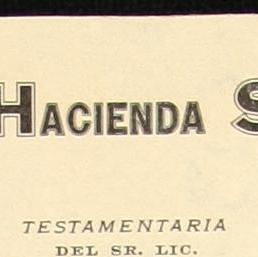 HACIENDA S
TESTAMENTARIA
DEL SR. LIC.